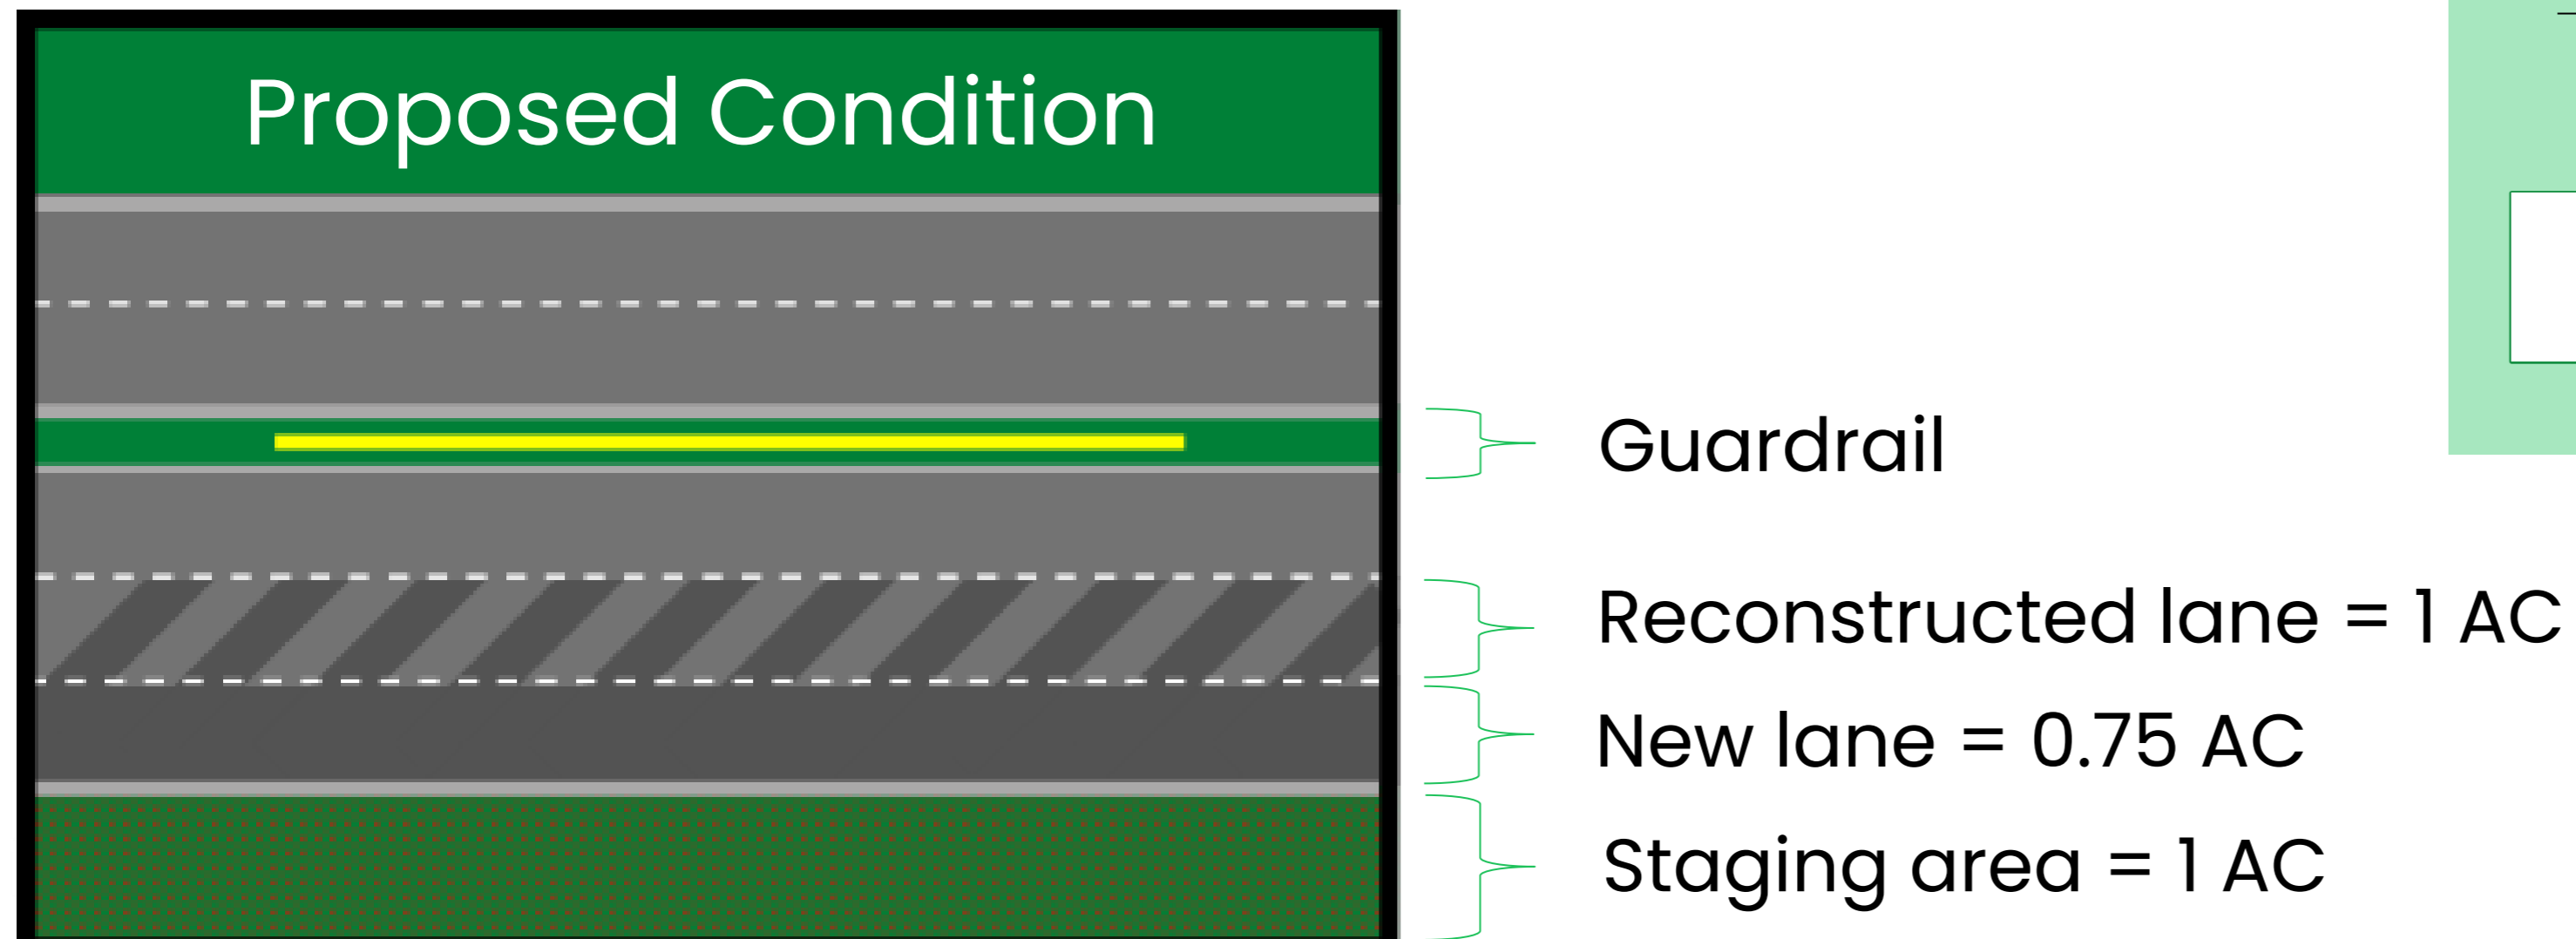 Proposed Condition
Guardrail
Reconstructed lane = 1 AC
New lane = 0.75 AC
Staging area = 1 AC